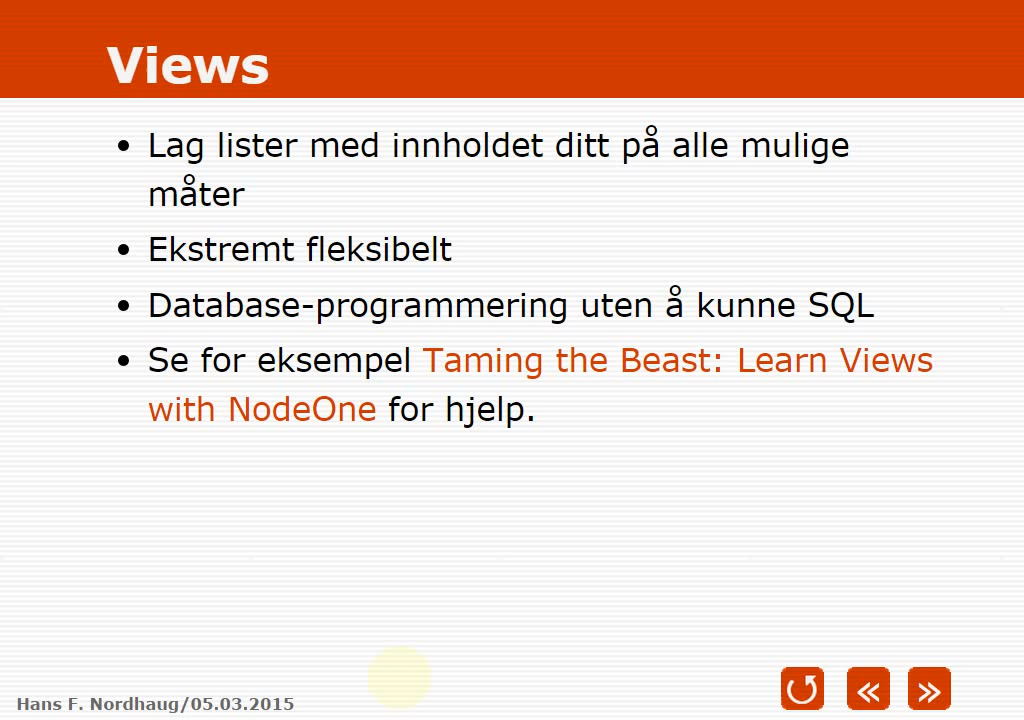 Views
• Lag lister med innholdet ditt på alle mulige
måter
• Ekstremt fleksibelt
• Database-programmering uten å kunne SQL
• Se for eksempel Taming the Beast: Learn Views
with NodeOne for hjelp.
Hans F. Nordhaug/05.03.2015
« »